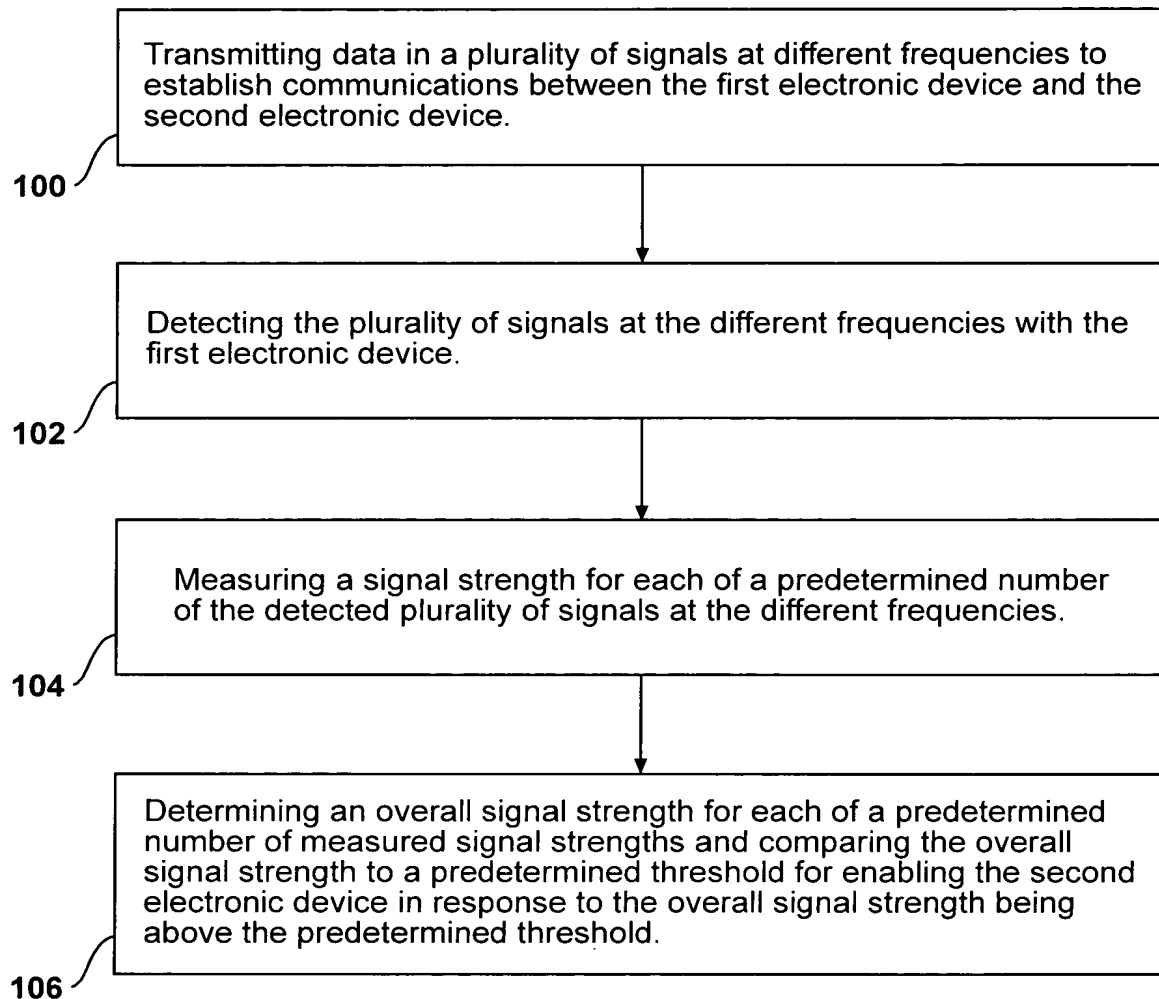 Transmitting data in a plurality of signals at different frequencies to
establish communications between the first electronic device and the
second electronic device.
100
Detecting the plurality of signals at the different frequencies with the
first electronic device.
102
Measuring a signal strength for each of a predetermined number
of the detected plurality of signals at the different frequencies.
104
Determining an overall signal strength for each of a predetermined
number of measured signal strengths and comparing the overall
signal strength to a predetermined threshold for enabling the second
electronic device in response to the overall signal strength being
above the predetermined threshold.
106